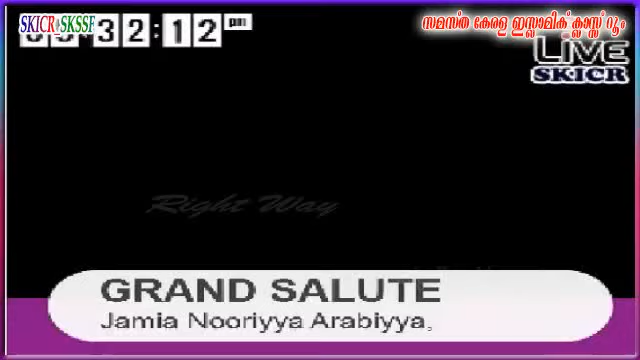 SKICR SKSSF
:32:12 pm
സമസ്ത കേരള ഇസ്ലാമിക് ക്ലാസ്സ് റൂം
LIVE
SKICR
Right Way
GRAND SALUTE
Jamia Nooriyya Arabiyya,